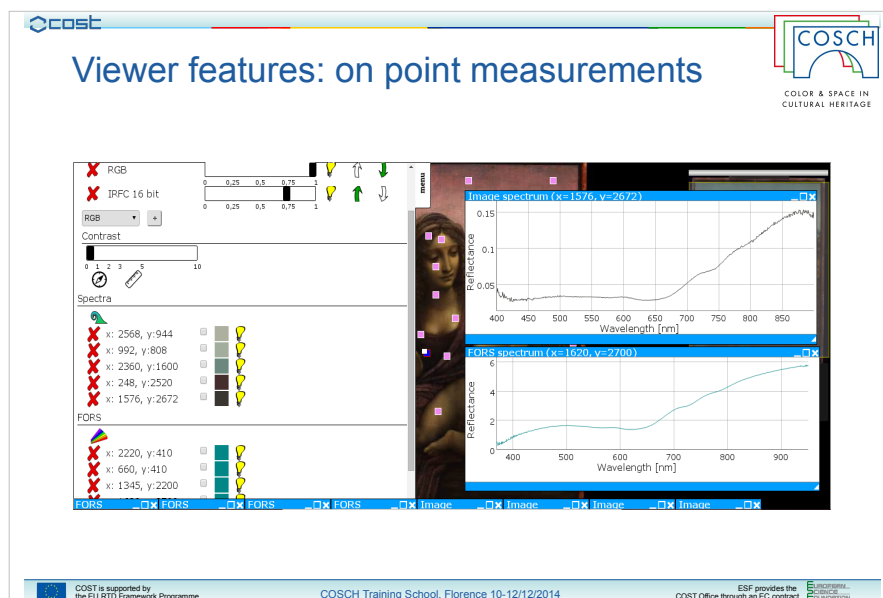 cost
Viewer features: on point measurements
COSCH
COLOR & SPACE IN
CULTURAL HERITAGE
RGB
0 0,25 0,5 0,75 1
IRFC 16 bit
0 0,25 0,5 0,75 1
RGB +
Contrast
0 1 2 3 5 10
Spectra
x: 2568, y:944
x: 992, y:808
x: 2360, y:1600
x: 248, y:2520
x: 1576, y:2672
FORS
x: 2220, y:410
x: 660, y:410
x: 1345, y:2200
menu
Image spectrum (x=1576, y=2672)
0.15
0.1
0.05
Reflectance
400 450 500 550 600 650 700 750 800 850
Wavelength [nm]
FORS spectrum (x=1620, y=2700)
6
4
2
0
Reflectance
400 500 600 700 800 900
Wavelength [nm]
FORS FORS FORS FORS Image Image Image Image
COST is supported by
the EU RTD Framework Programme
COSCH Training School, Florence 10-12/12/2014
ESF provides the
COST Office through an EC contract
EUROPEAN
SCIENCE
FOUNDATION